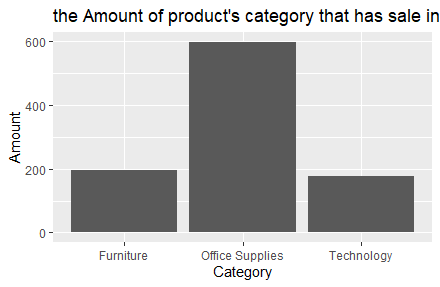 the Amount of product's category that has sale in
600
400
200
0
Amount
Furniture
Office Supplies
Technology
Category